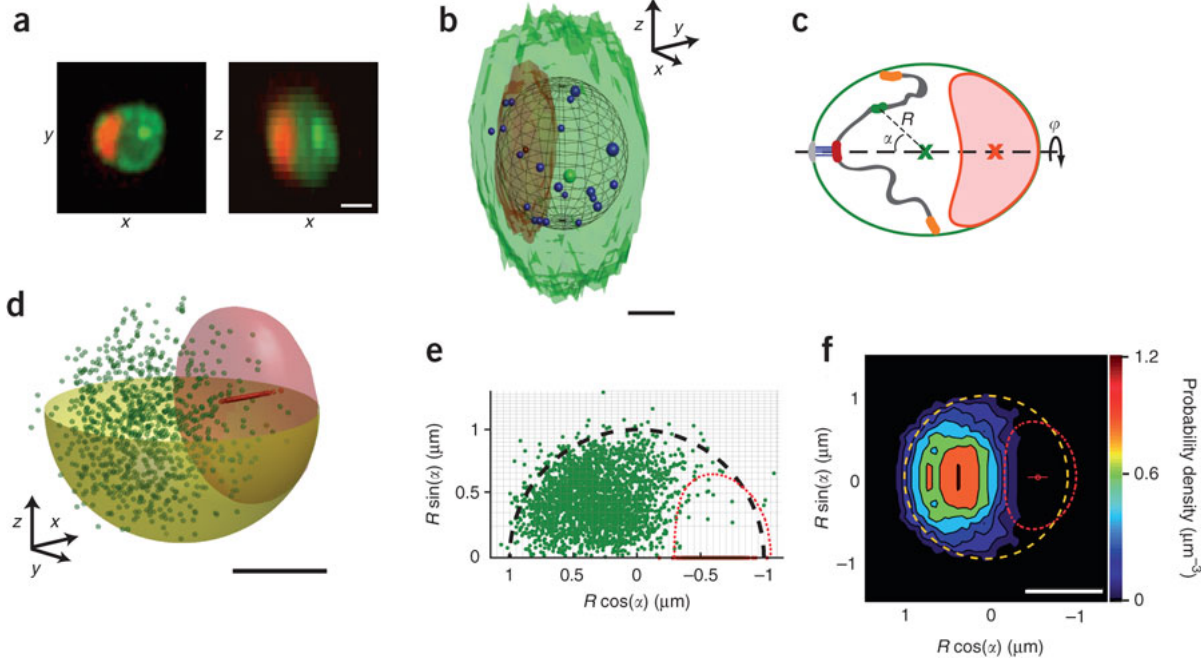 a
y
x
z
x
b
z
y
x
c
R
α
φ
d
z
x
y
e
R sin(α) (μm)
1
0.5
0
1
0.5
0
−0.5
−1
R cos(α) (μm)
f
R sin(α) (μm)
1
0
−1
1
0
−1
R cos(α) (μm)
1.2
0.6
0
Probability density (μm⁻³)